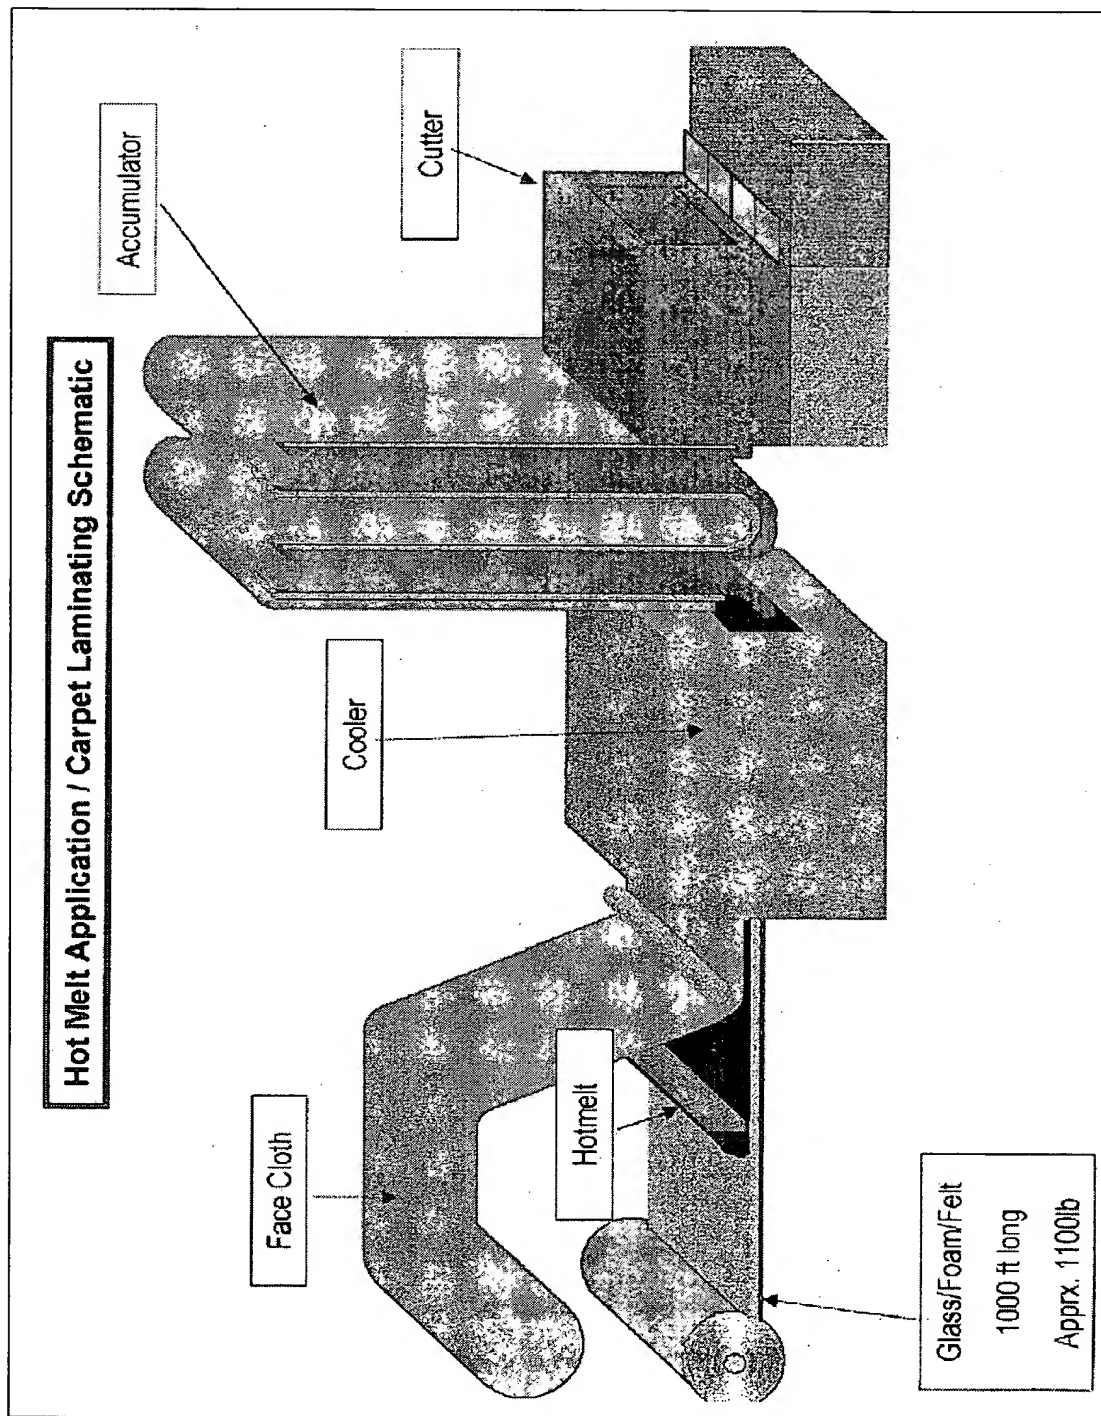 Hot Melt Application / Carpet Laminating Schematic
Face Cloth
Hotmelt
Glass/Foam/Felt
1000 ft long
Apprx. 1100lb
Cooler
Accumulator
Cutter